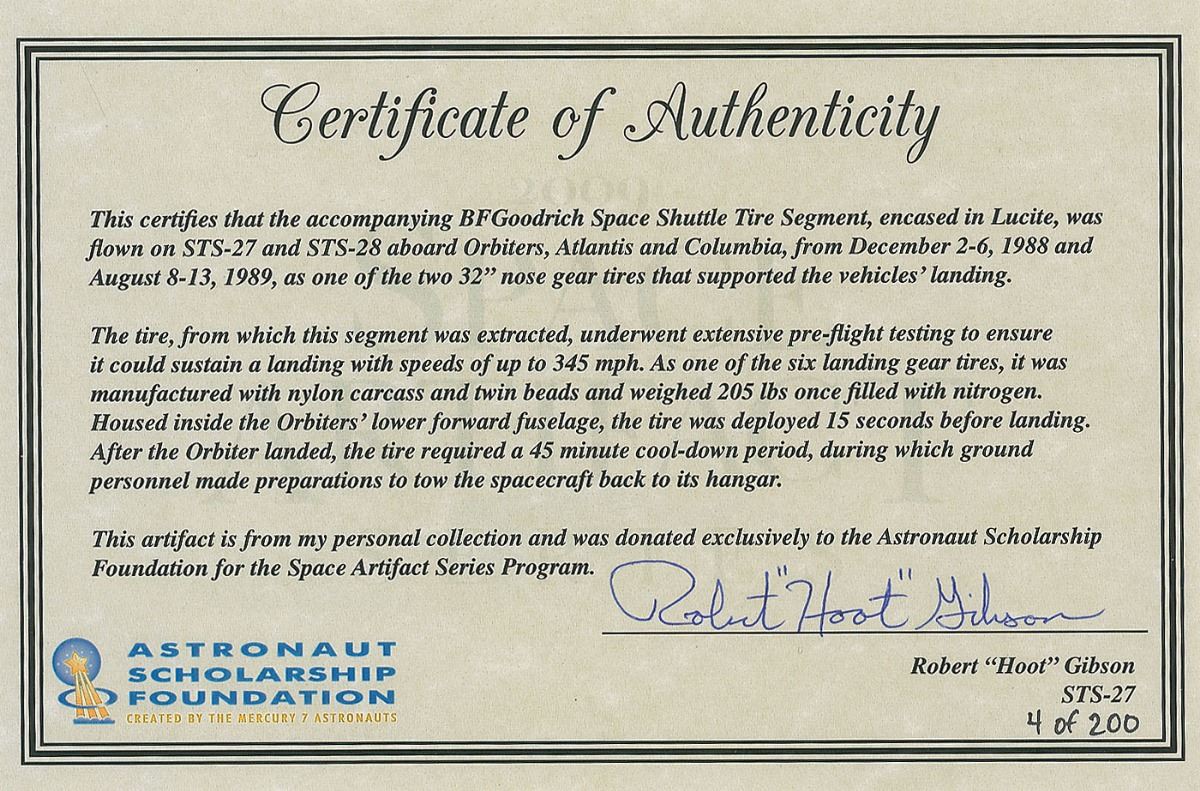 Certificate of Authenticity
This certifies that the accompanying BFGoodrich Space Shuttle Tire Segment, encased in Lucite, was
flown on STS-27 and STS-28 aboard Orbiters, Atlantis and Columbia, from December 2-6, 1988 and
August 8-13, 1989, as one of the two 32” nose gear tires that supported the vehicles’ landing.
The tire, from which this segment was extracted, underwent extensive pre-flight testing to ensure
it could sustain a landing with speeds of up to 345 mph. As one of the six landing gear tires, it was
manufactured with nylon carcass and twin beads and weighed 205 lbs once filled with nitrogen.
Housed inside the Orbiters’ lower forward fuselage, the tire was deployed 15 seconds before landing.
After the Orbiter landed, the tire required a 45 minute cool-down period, during which ground
personnel made preparations to tow the spacecraft back to its hangar.
This artifact is from my personal collection and was donated exclusively to the Astronaut Scholarship
Foundation for the Space Artifact Series Program.
Robert "Hoot" Gibson
ASTRONAUT
SCHOLARSHIP
FOUNDATION
CREATED BY THE MERCURY 7 ASTRONAUTS
Robert “Hoot” Gibson
STS-27
4 of 200